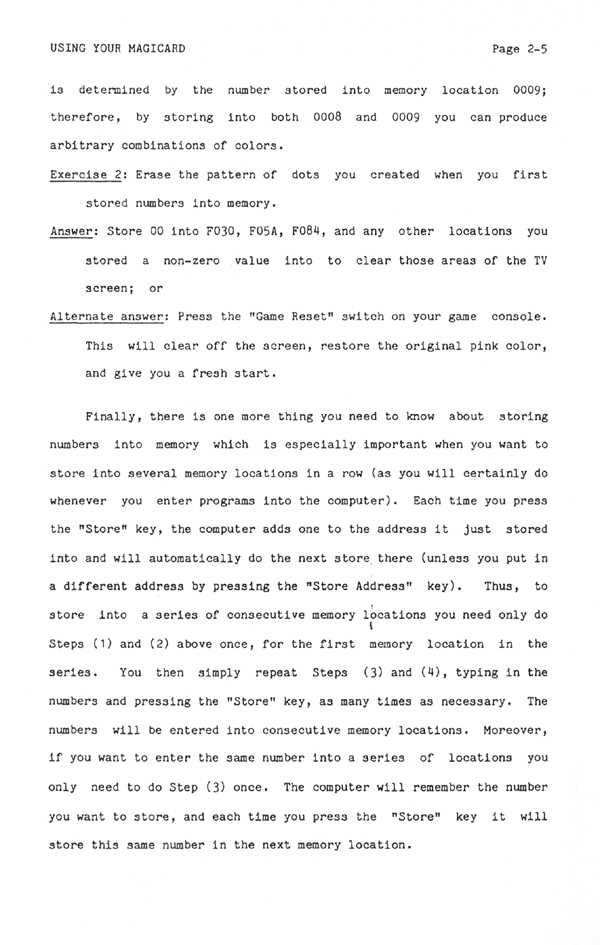 USING YOUR MAGICARD Page 2-5
is determined by the number stored into memory location 0009;
therefore, by storing into both 0008 and 0009 you can produce
arbitrary combinations of colors.
Exercise 2: Erase the pattern of dots you created when you first
stored numbers into memory.
Answer: Store 00 into F030, F05A, F084, and any other locations you
stored a non-zero value into to clear those areas of the TV
screen; or
Alternate answer: Press the "Game Reset" switch on your game console.
This will clear off the screen, restore the original pink color,
and give you a fresh start.
Finally, there is one more thing you need to know about storing
numbers into memory which is especially important when you want to
store into several memory locations in a row (as you will certainly do
whenever you enter programs into the computer). Each time you press
the "Store" key, the computer adds one to the address it just stored
into and will automatically do the next store there (unless you put in
a different address by pressing the "Store Address" key). Thus, to
store into a series of consecutive memory locations you need only do
Steps (1) and (2) above once, for the first memory location in the
series. You then simply repeat Steps (3) and (4), typing in the
numbers and pressing the "Store" key, as many times as necessary. The
numbers will be entered into consecutive memory locations. Moreover,
if you want to enter the same number into a series of locations you
only need to do Step (3) once. The computer will remember the number
you want to store, and each time you press the "Store" key it will
store this same number in the next memory location.